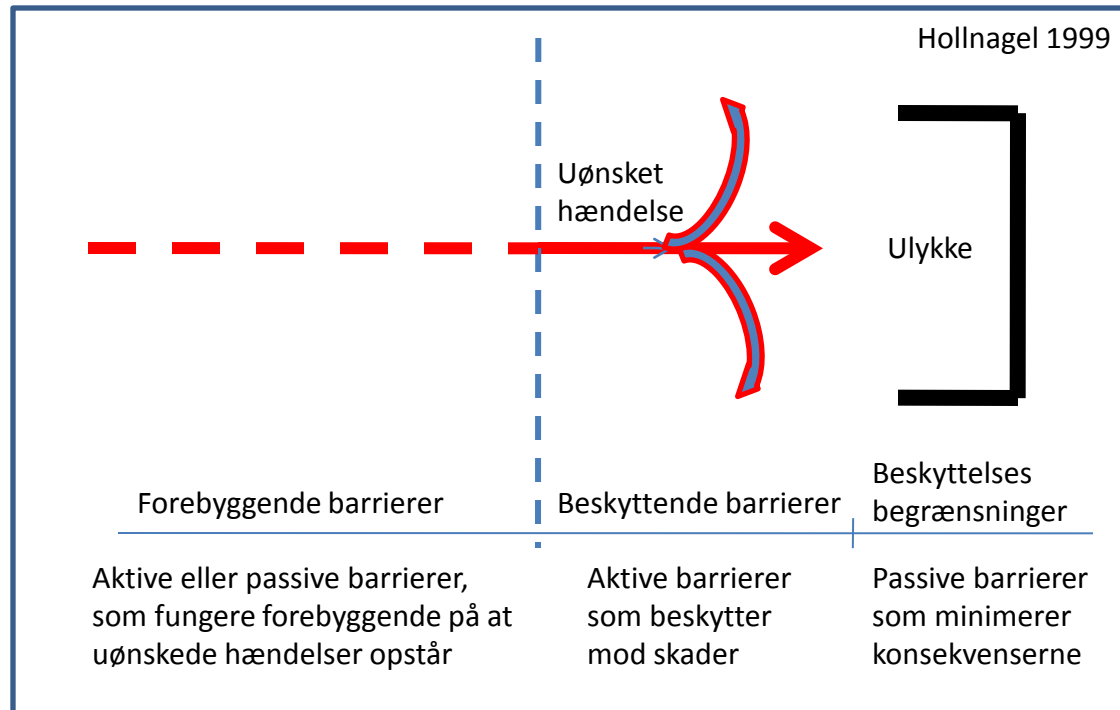 Hollnagel 1999
Uønsket
hændelse
Ulykke
Forebyggende barrierer
Beskyttende barrierer
Beskyttelses
begrænsninger
Aktive eller passive barrierer,
som fungere forebyggende på at
uønskede hændelser opstår
Aktive barrierer
som beskytter
mod skader
Passive barrierer
som minimerer
konsekvenserne